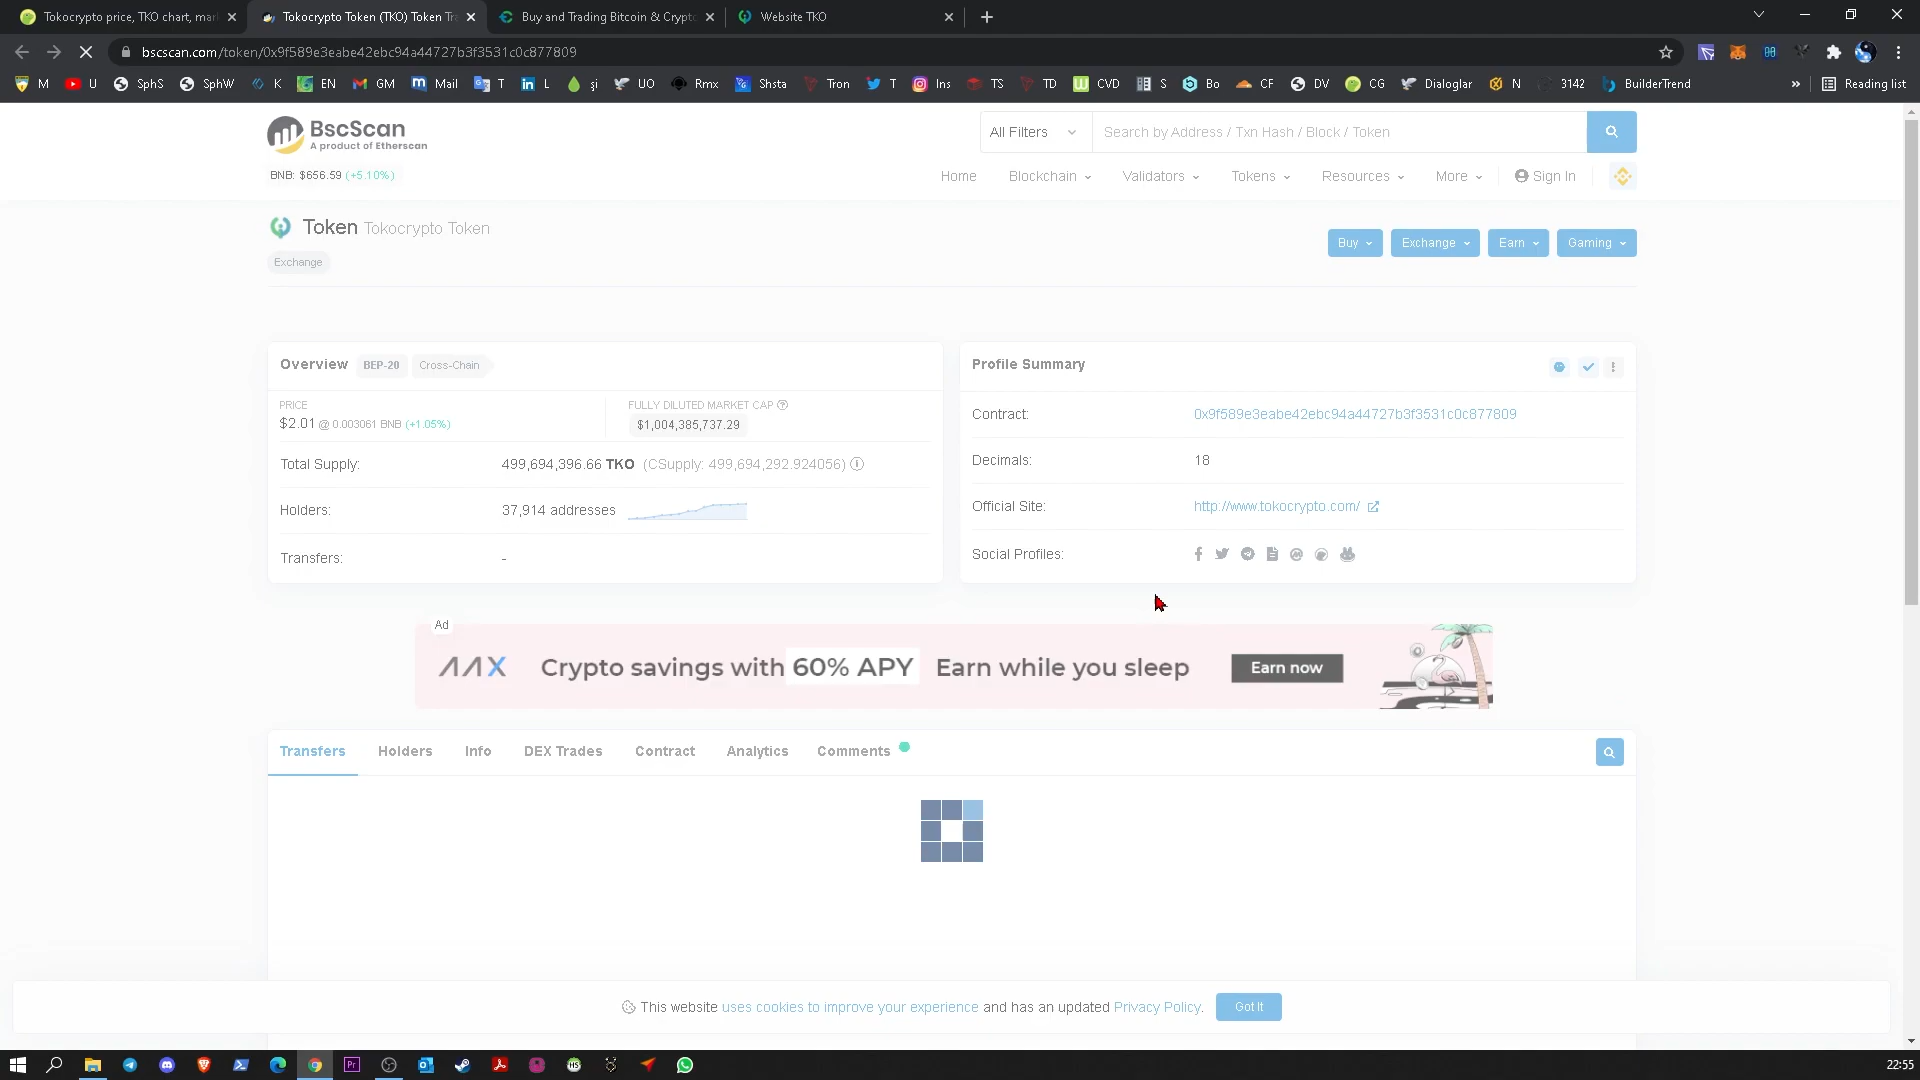 Tokocrypto price, TKO chart, mar
Tokocrypto Token (TKO) Token Tra
Buy and Trading Bitcoin & Crypto
Website TKO
bscscan.com/token/0x9f589e3eabe42ebc94a44727b3f3531c0c877809
M U SphS SphW K EN GM Mail T L şi UO Rmx Shsta Tron T Ins TS TD CVD S Bo CF DV CG Dialoglar N 3142 BuilderTrend » Reading list
BscScan
A product of Etherscan
All Filters Search by Address / Txn Hash / Block / Token
BNB: $656.59 (+5.10%)
Home Blockchain Validators Tokens Resources More Sign In
Token Tokocrypto Token
Buy Exchange Earn Gaming
Exchange
Overview BEP-20 Cross-Chain
PRICE
$2.01 @ 0.003061 BNB (+1.05%)
FULLY DILUTED MARKET CAP
$1,004,385,737.29
Total Supply: 499,694,396.66 TKO (CSupply: 499,694,292.924056)
Holders: 37,914 addresses
Transfers: -
Profile Summary
Contract: 0x9f589e3eabe42ebc94a44727b3f3531c0c877809
Decimals: 18
Official Site: http://www.tokocrypto.com/
Social Profiles:
Ad
AAX Crypto savings with 60% APY Earn while you sleep Earn now
Transfers Holders Info DEX Trades Contract Analytics Comments
This website uses cookies to improve your experience and has an updated Privacy Policy. Got It
22:55